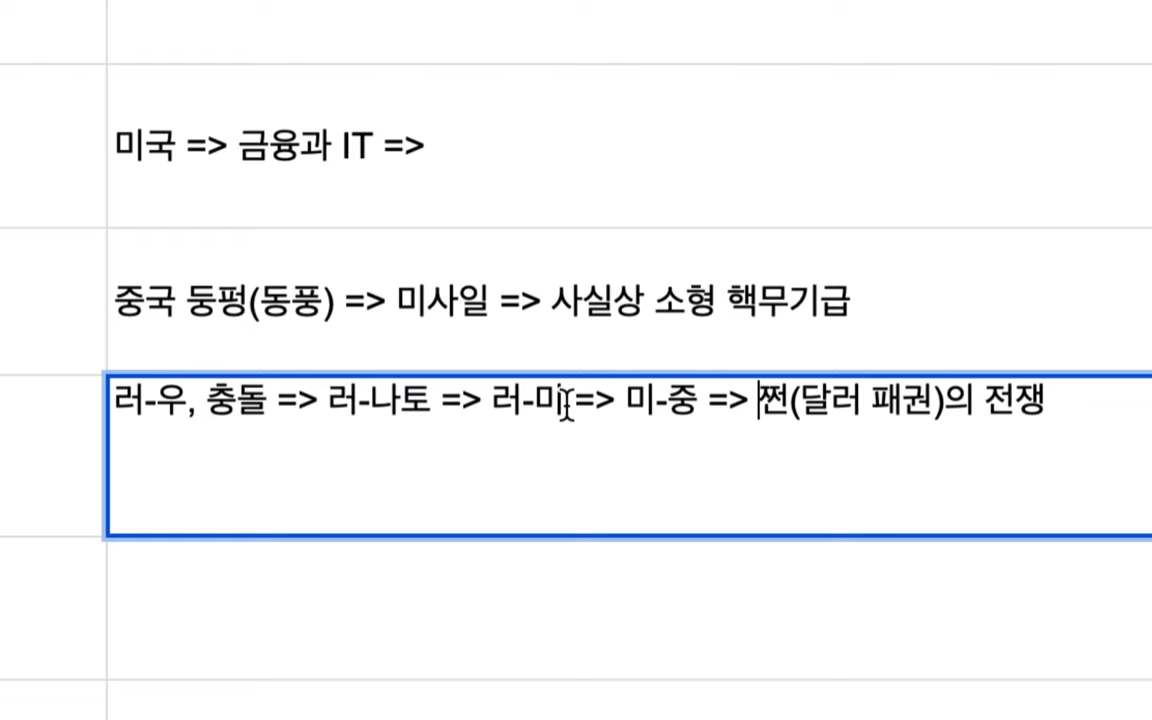 미국 => 금융과 IT =>
중국 둥펑(동풍) => 미사일 => 사실상 소형 핵무기급
러-우, 충돌 => 러-나토 => 러-미 => 미-중 => 쩐(달러 패권)의 전쟁